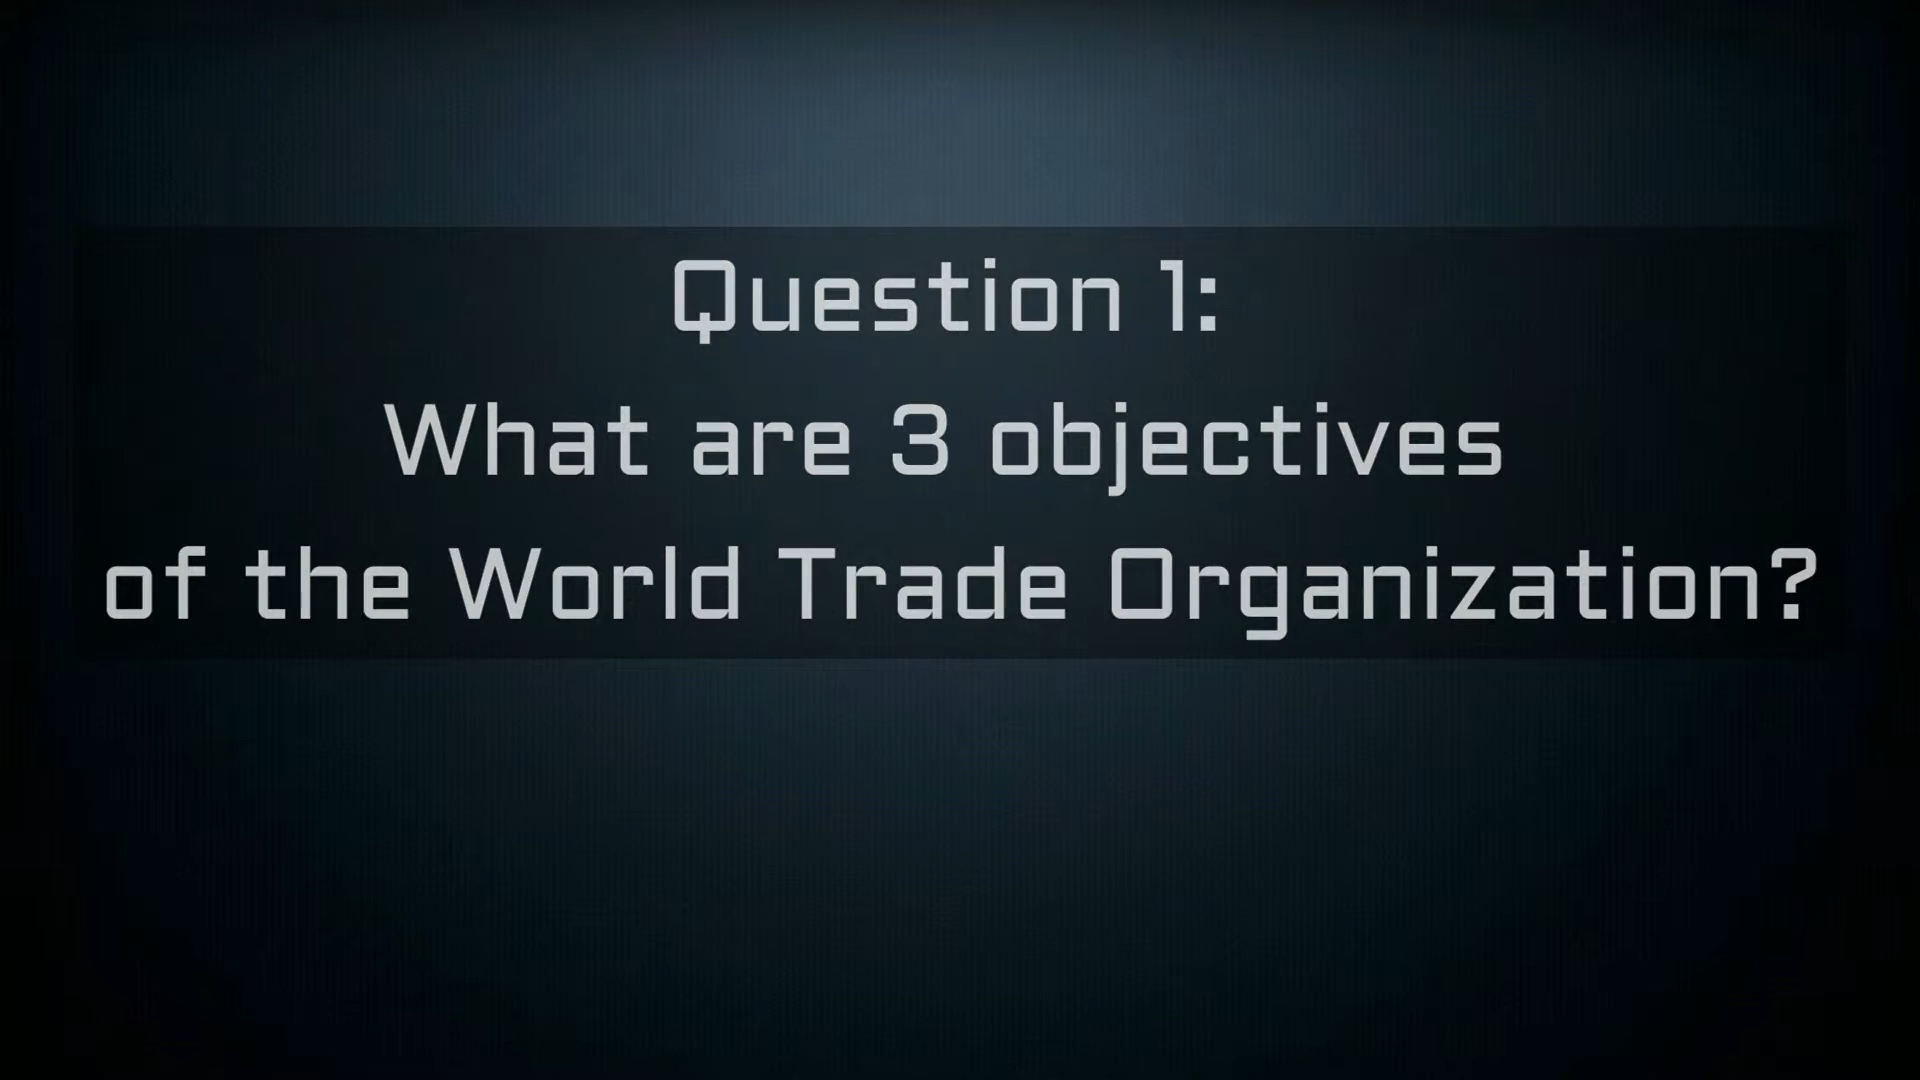 Question 1:
What are 3 objectives
of the World Trade Organization?